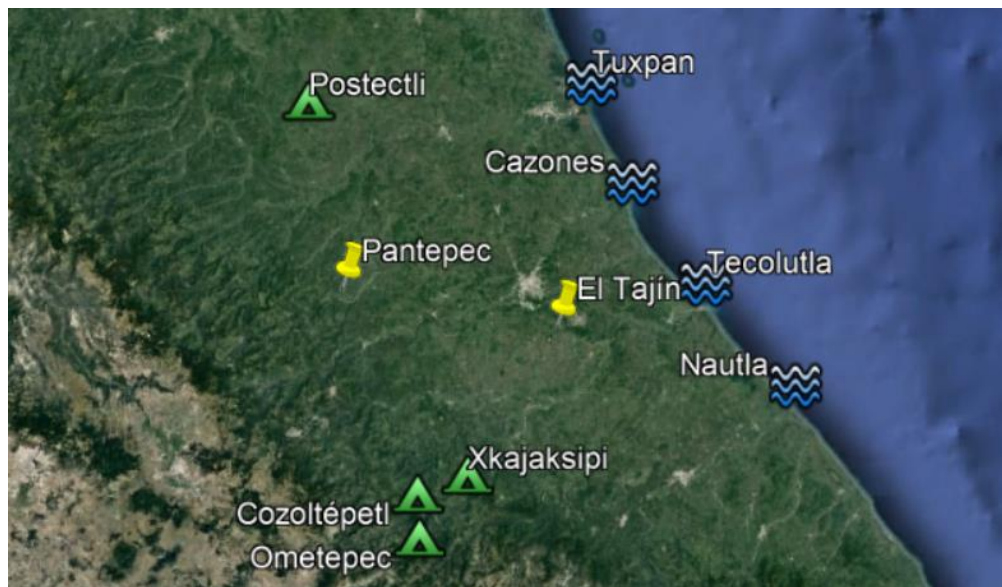 Tuxpan
Postectli
Cazones
Pantepec
Tecolutla
El Tajín
Nautla
Xkajaksipi
Cozoltépetl
Ometepec